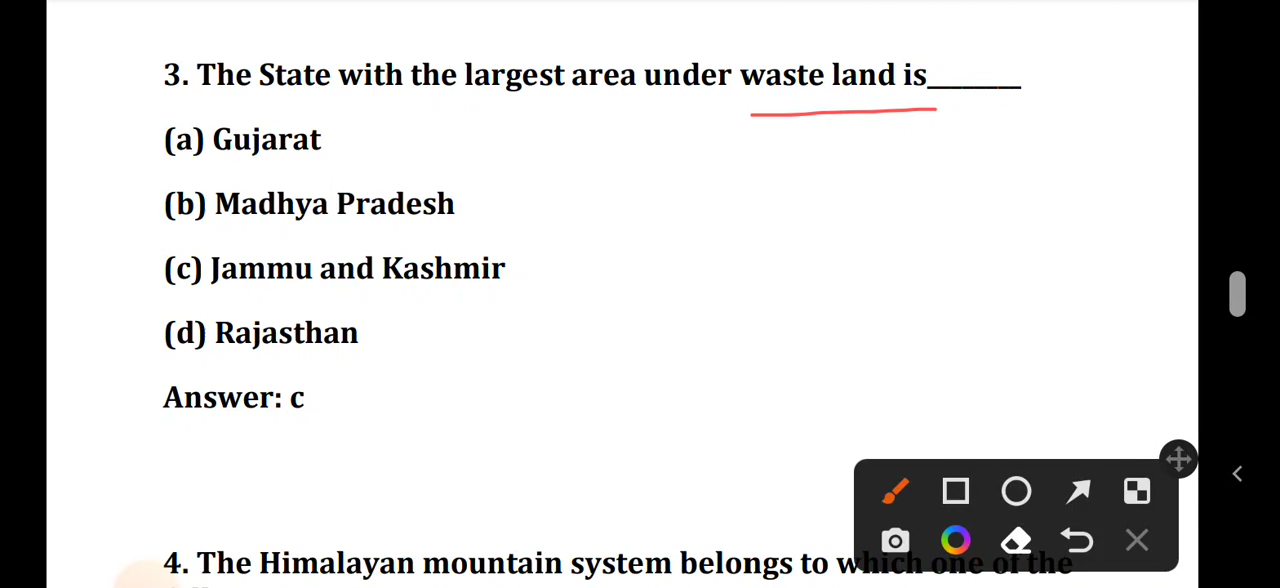 3. The State with the largest area under waste land is_______
(a) Gujarat
(b) Madhya Pradesh
(c) Jammu and Kashmir
(d) Rajasthan
Answer: c
4. The Himalayan mountain system belongs to which one of the